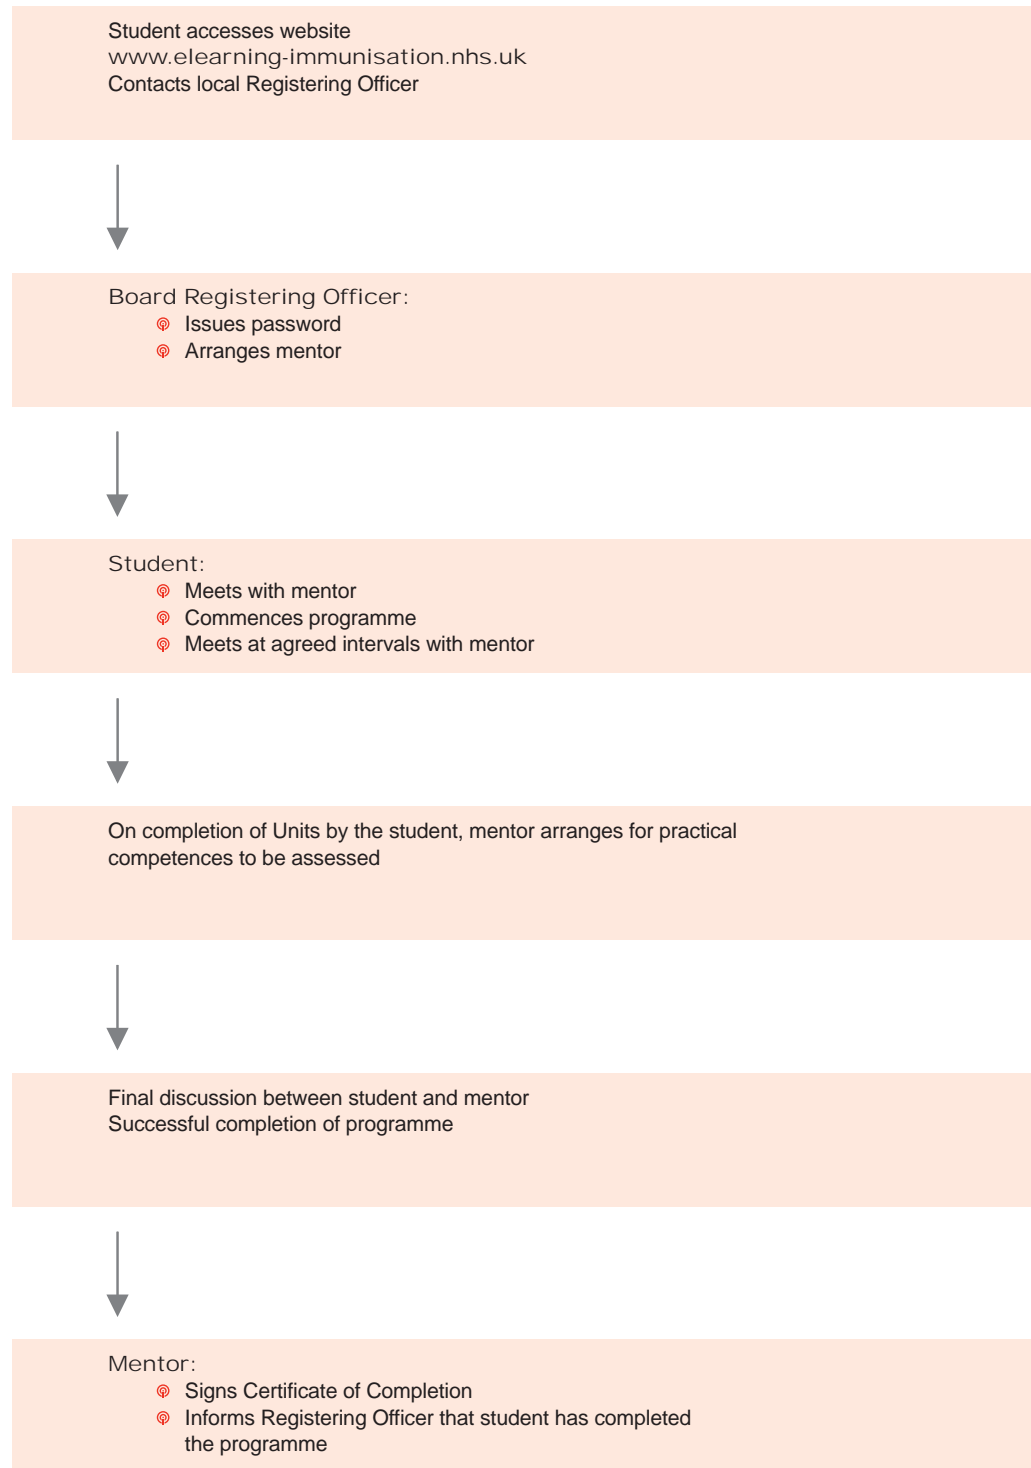 Student accesses website
www.elearning-immunisation.nhs.uk
Contacts local Registering Officer
Board Registering Officer:
Issues password
Arranges mentor
Student:
Meets with mentor
Commences programme
Meets at agreed intervals with mentor
On completion of Units by the student, mentor arranges for practical
competences to be assessed
Final discussion between student and mentor
Successful completion of programme
Mentor:
Signs Certificate of Completion
Informs Registering Officer that student has completed
the programme